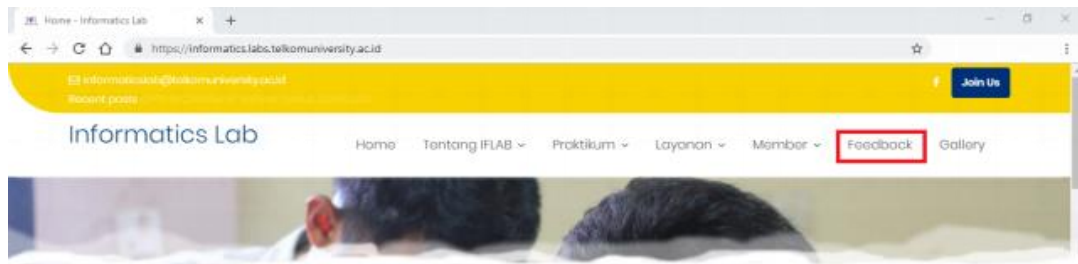 Home - Informatics Lab
https://informatics.labs.telkomuniversity.ac.id
informaticslab@telkomuniversity.ac.id
Join Us
Recent posts
Informatics Lab
Home Tentang IFLAB Praktikum Layanan Member Feedback Gallery